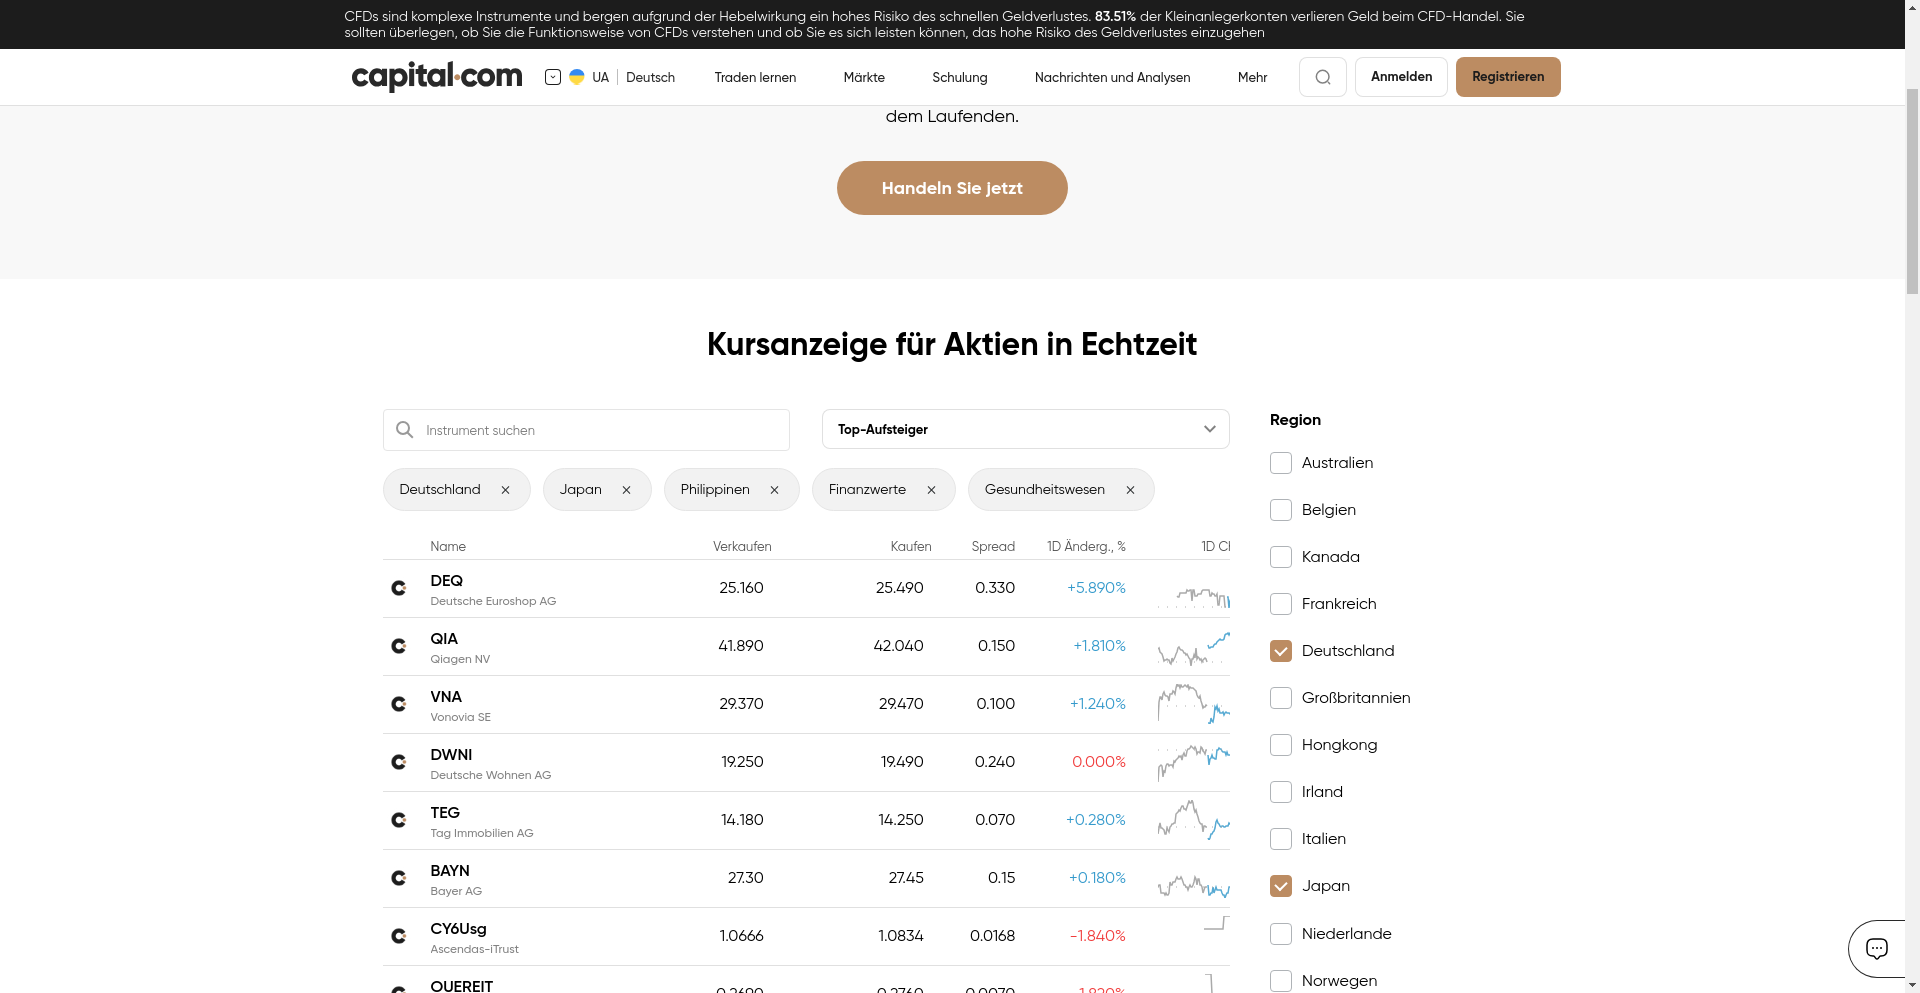 CFDs sind komplexe Instrumente und bergen aufgrund der Hebelwirkung ein hohes Risiko des schnellen Geldverlustes. 83.51% der Kleinanlegerkonten verlieren Geld beim CFD-Handel. Sie
sollten überlegen, ob Sie die Funktionsweise von CFDs verstehen und ob Sie es sich leisten können, das hohe Risiko des Geldverlustes einzugehen
capital.com UA Deutsch Traden lernen Märkte Schulung Nachrichten und Analysen Mehr Anmelden Registrieren
dem Laufenden.
Handeln Sie jetzt
Kursanzeige für Aktien in Echtzeit
Instrument suchen
Top-Aufsteiger
Deutschland Japan Philippinen Finanzwerte Gesundheitswesen
Name Verkaufen Kaufen Spread 1D Änderg., % 1D
DEQ 25.160 25.490 0.330 +5.890%
Deutsche Euroshop AG
QIA 41.890 42.040 0.150 +1.810%
Qiagen NV
VNA 29.370 29.470 0.100 +1.240%
Vonovia SE
DWNI 19.250 19.490 0.240 0.000%
Deutsche Wohnen AG
TEG 14.180 14.250 0.070 +0.280%
Tag Immobilien AG
BAYN 27.30 27.45 0.15 +0.180%
Bayer AG
CY6Usg 1.0666 1.0834 0.0168 -1.840%
Ascendas-iTrust
QUEREIT
Region
Australien
Belgien
Kanada
Frankreich
Deutschland
Großbritannien
Hongkong
Irland
Italien
Japan
Niederlande
Norwegen